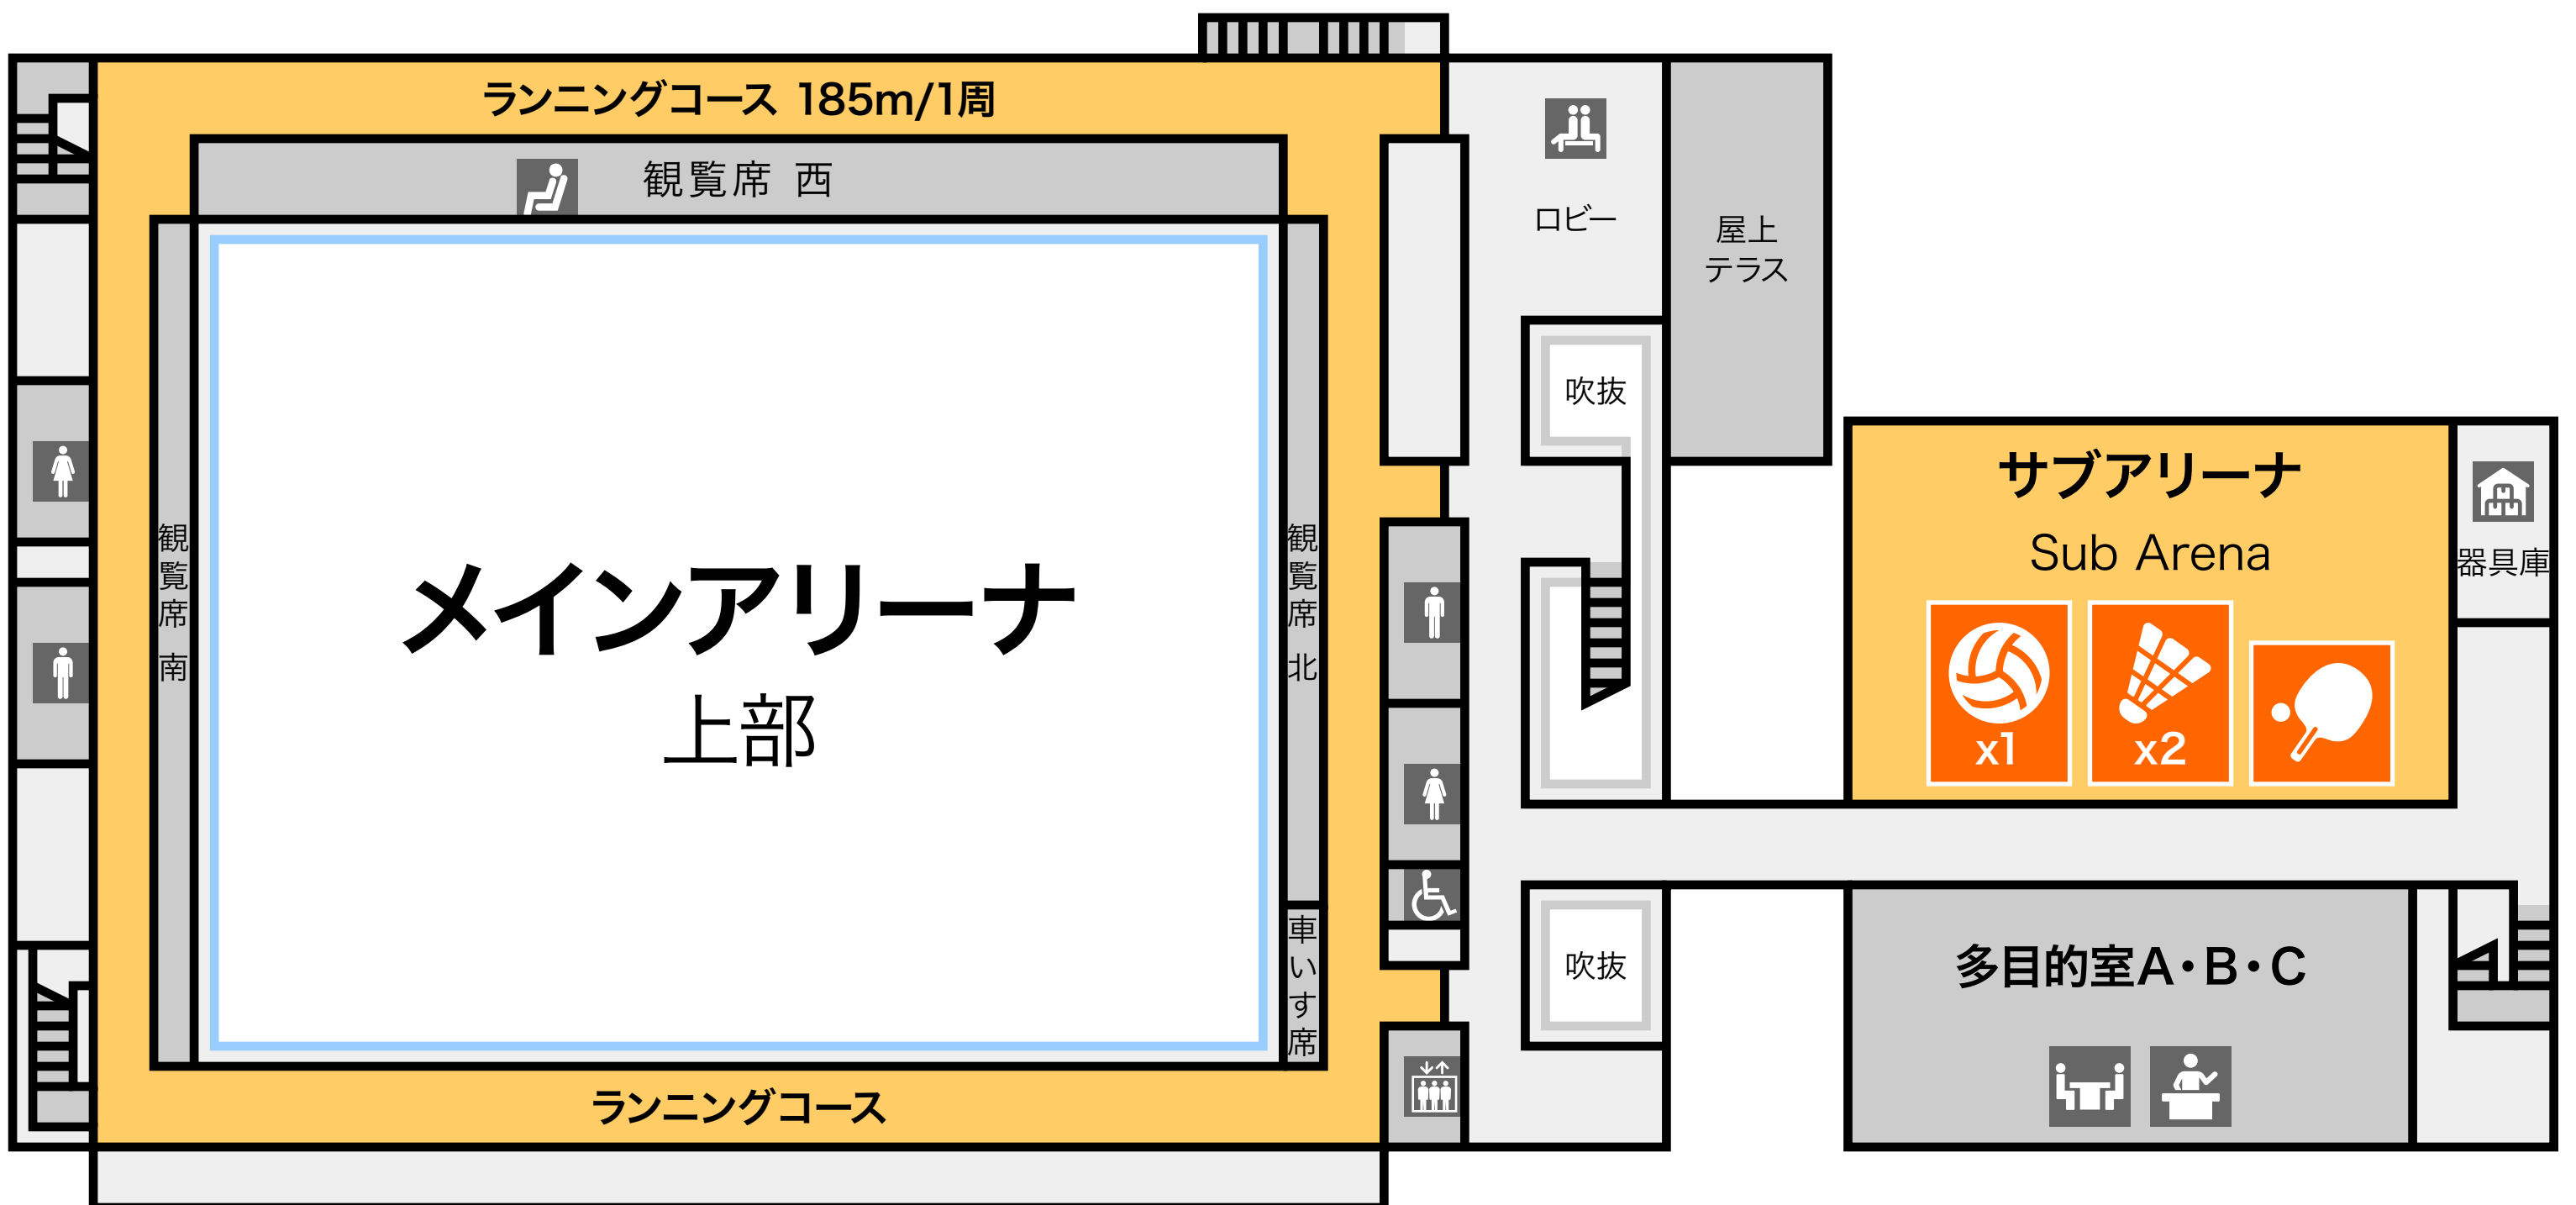 ランニングコース 185m/1周
観覧席 西
ロビー
屋上
テラス
吹抜
サブアリーナ
Sub Arena
器具庫
x1
x2
観覧席 南
メインアリーナ
上部
観覧席 北
車いす席
吹抜
多目的室A・B・C
ランニングコース